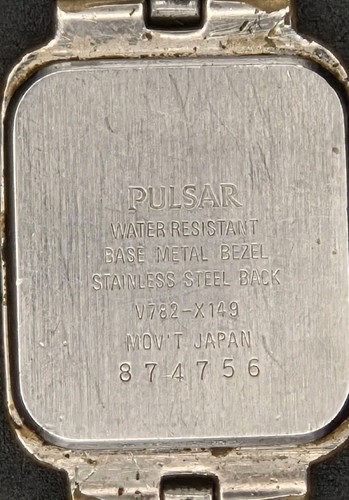 PULSAR
WATER RESISTANT
BASE METAL BEZEL
STAINLESS STEEL BACK
V782-X149
MOV'T JAPAN
874756